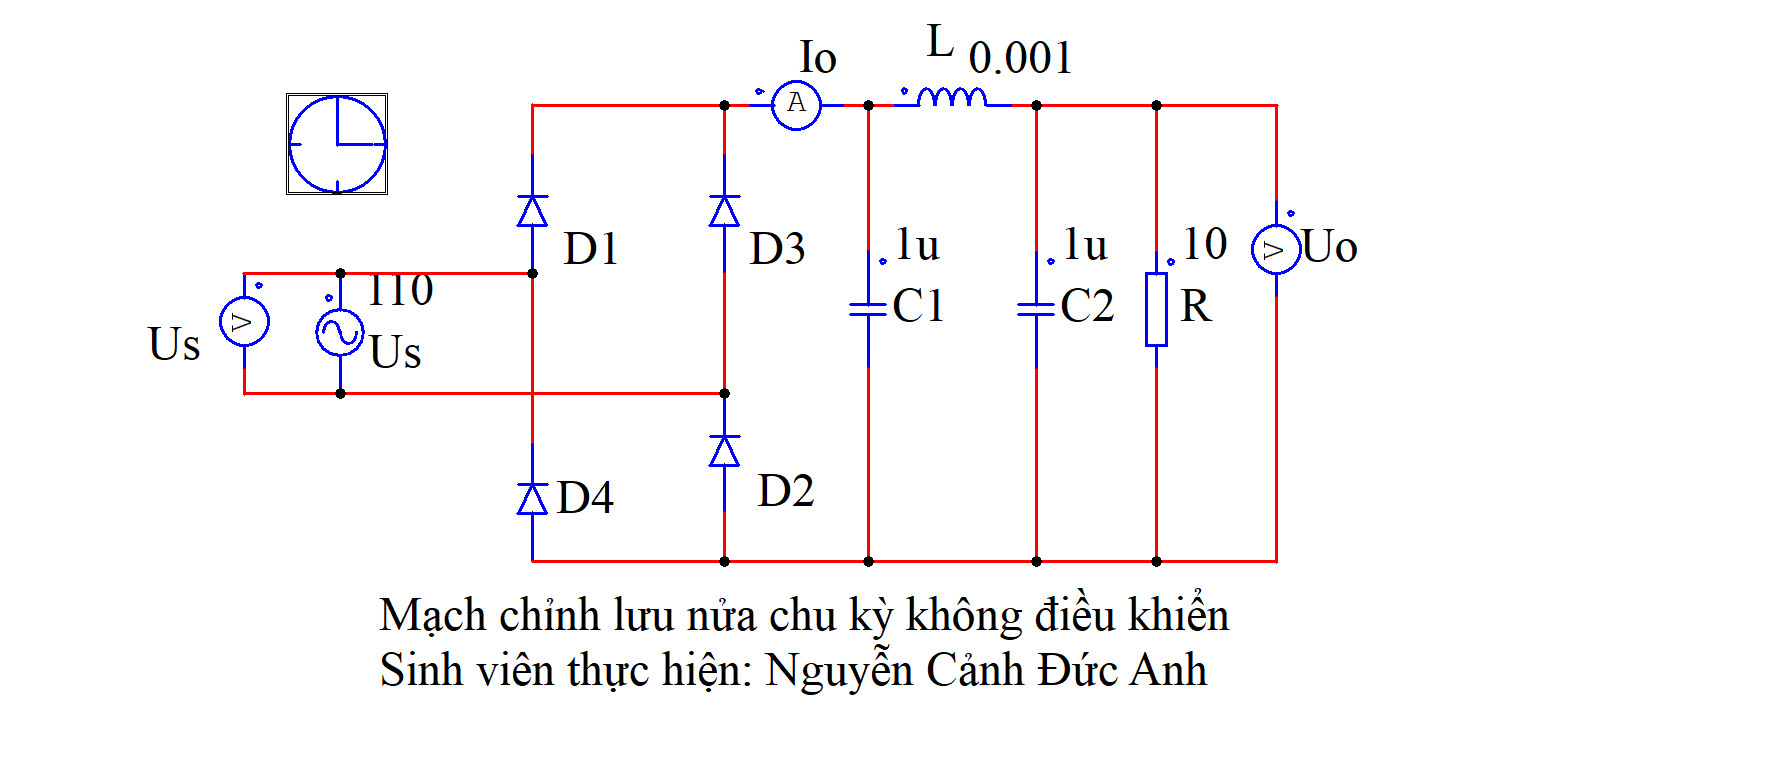 Io
L 0.001
D1
D3
1u
C1
1u
C2
10
R
Uo
A
V
V
Us
110
Us
D4
D2
Mạch chỉnh lưu nửa chu kỳ không điều khiển
Sinh viên thực hiện: Nguyễn Cảnh Đức Anh